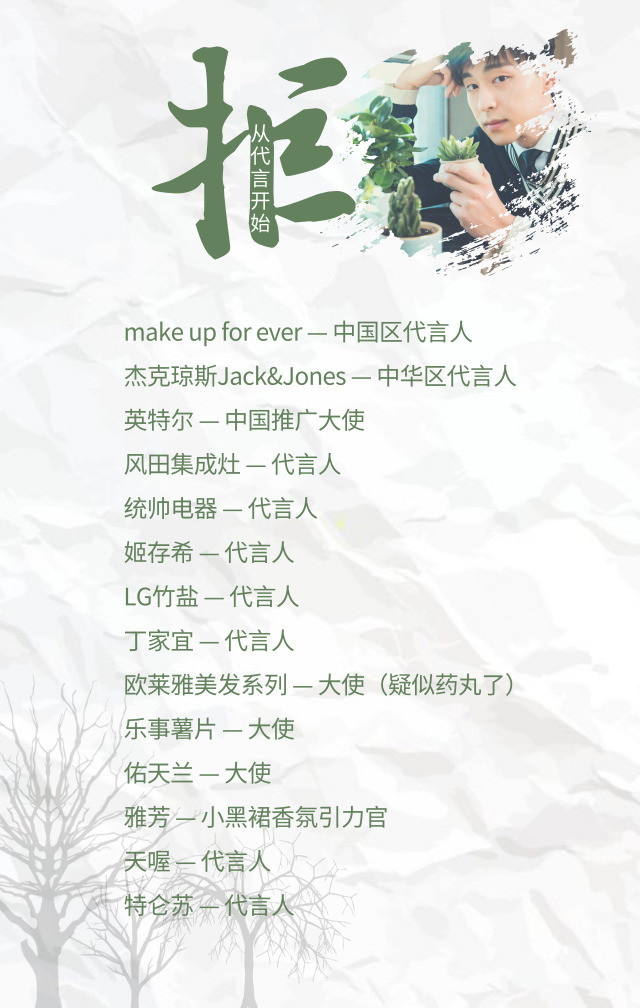 拒
从代言开始
make up for ever — 中国区代言人
杰克琼斯Jack&Jones — 中华区代言人
英特尔 — 中国推广大使
风田集成灶 — 代言人
统帅电器 — 代言人
姬存希 — 代言人
LG竹盐 — 代言人
丁家宜 — 代言人
欧莱雅美发系列 — 大使（疑似药丸了）
乐事薯片 — 大使
佑天兰 — 大使
雅芳 — 小黑裙香氛引力官
天喔 — 代言人
特仑苏 — 代言人